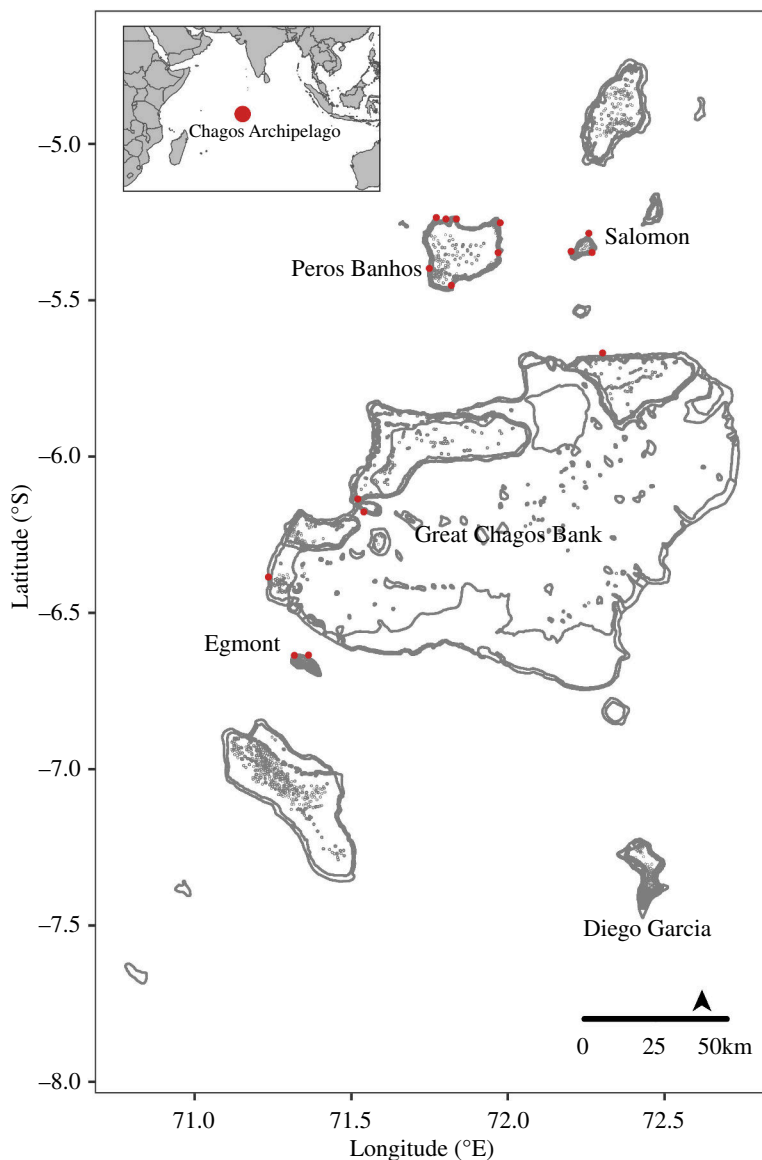 Chagos Archipelago
−5.0
Salomon
Peros Banhos
−5.5
−6.0
Great Chagos Bank
Latitude (°S)
−6.5
Egmont
−7.0
−7.5
Diego Garcia
0 25 50km
−8.0
71.0 71.5 72.0 72.5
Longitude (°E)